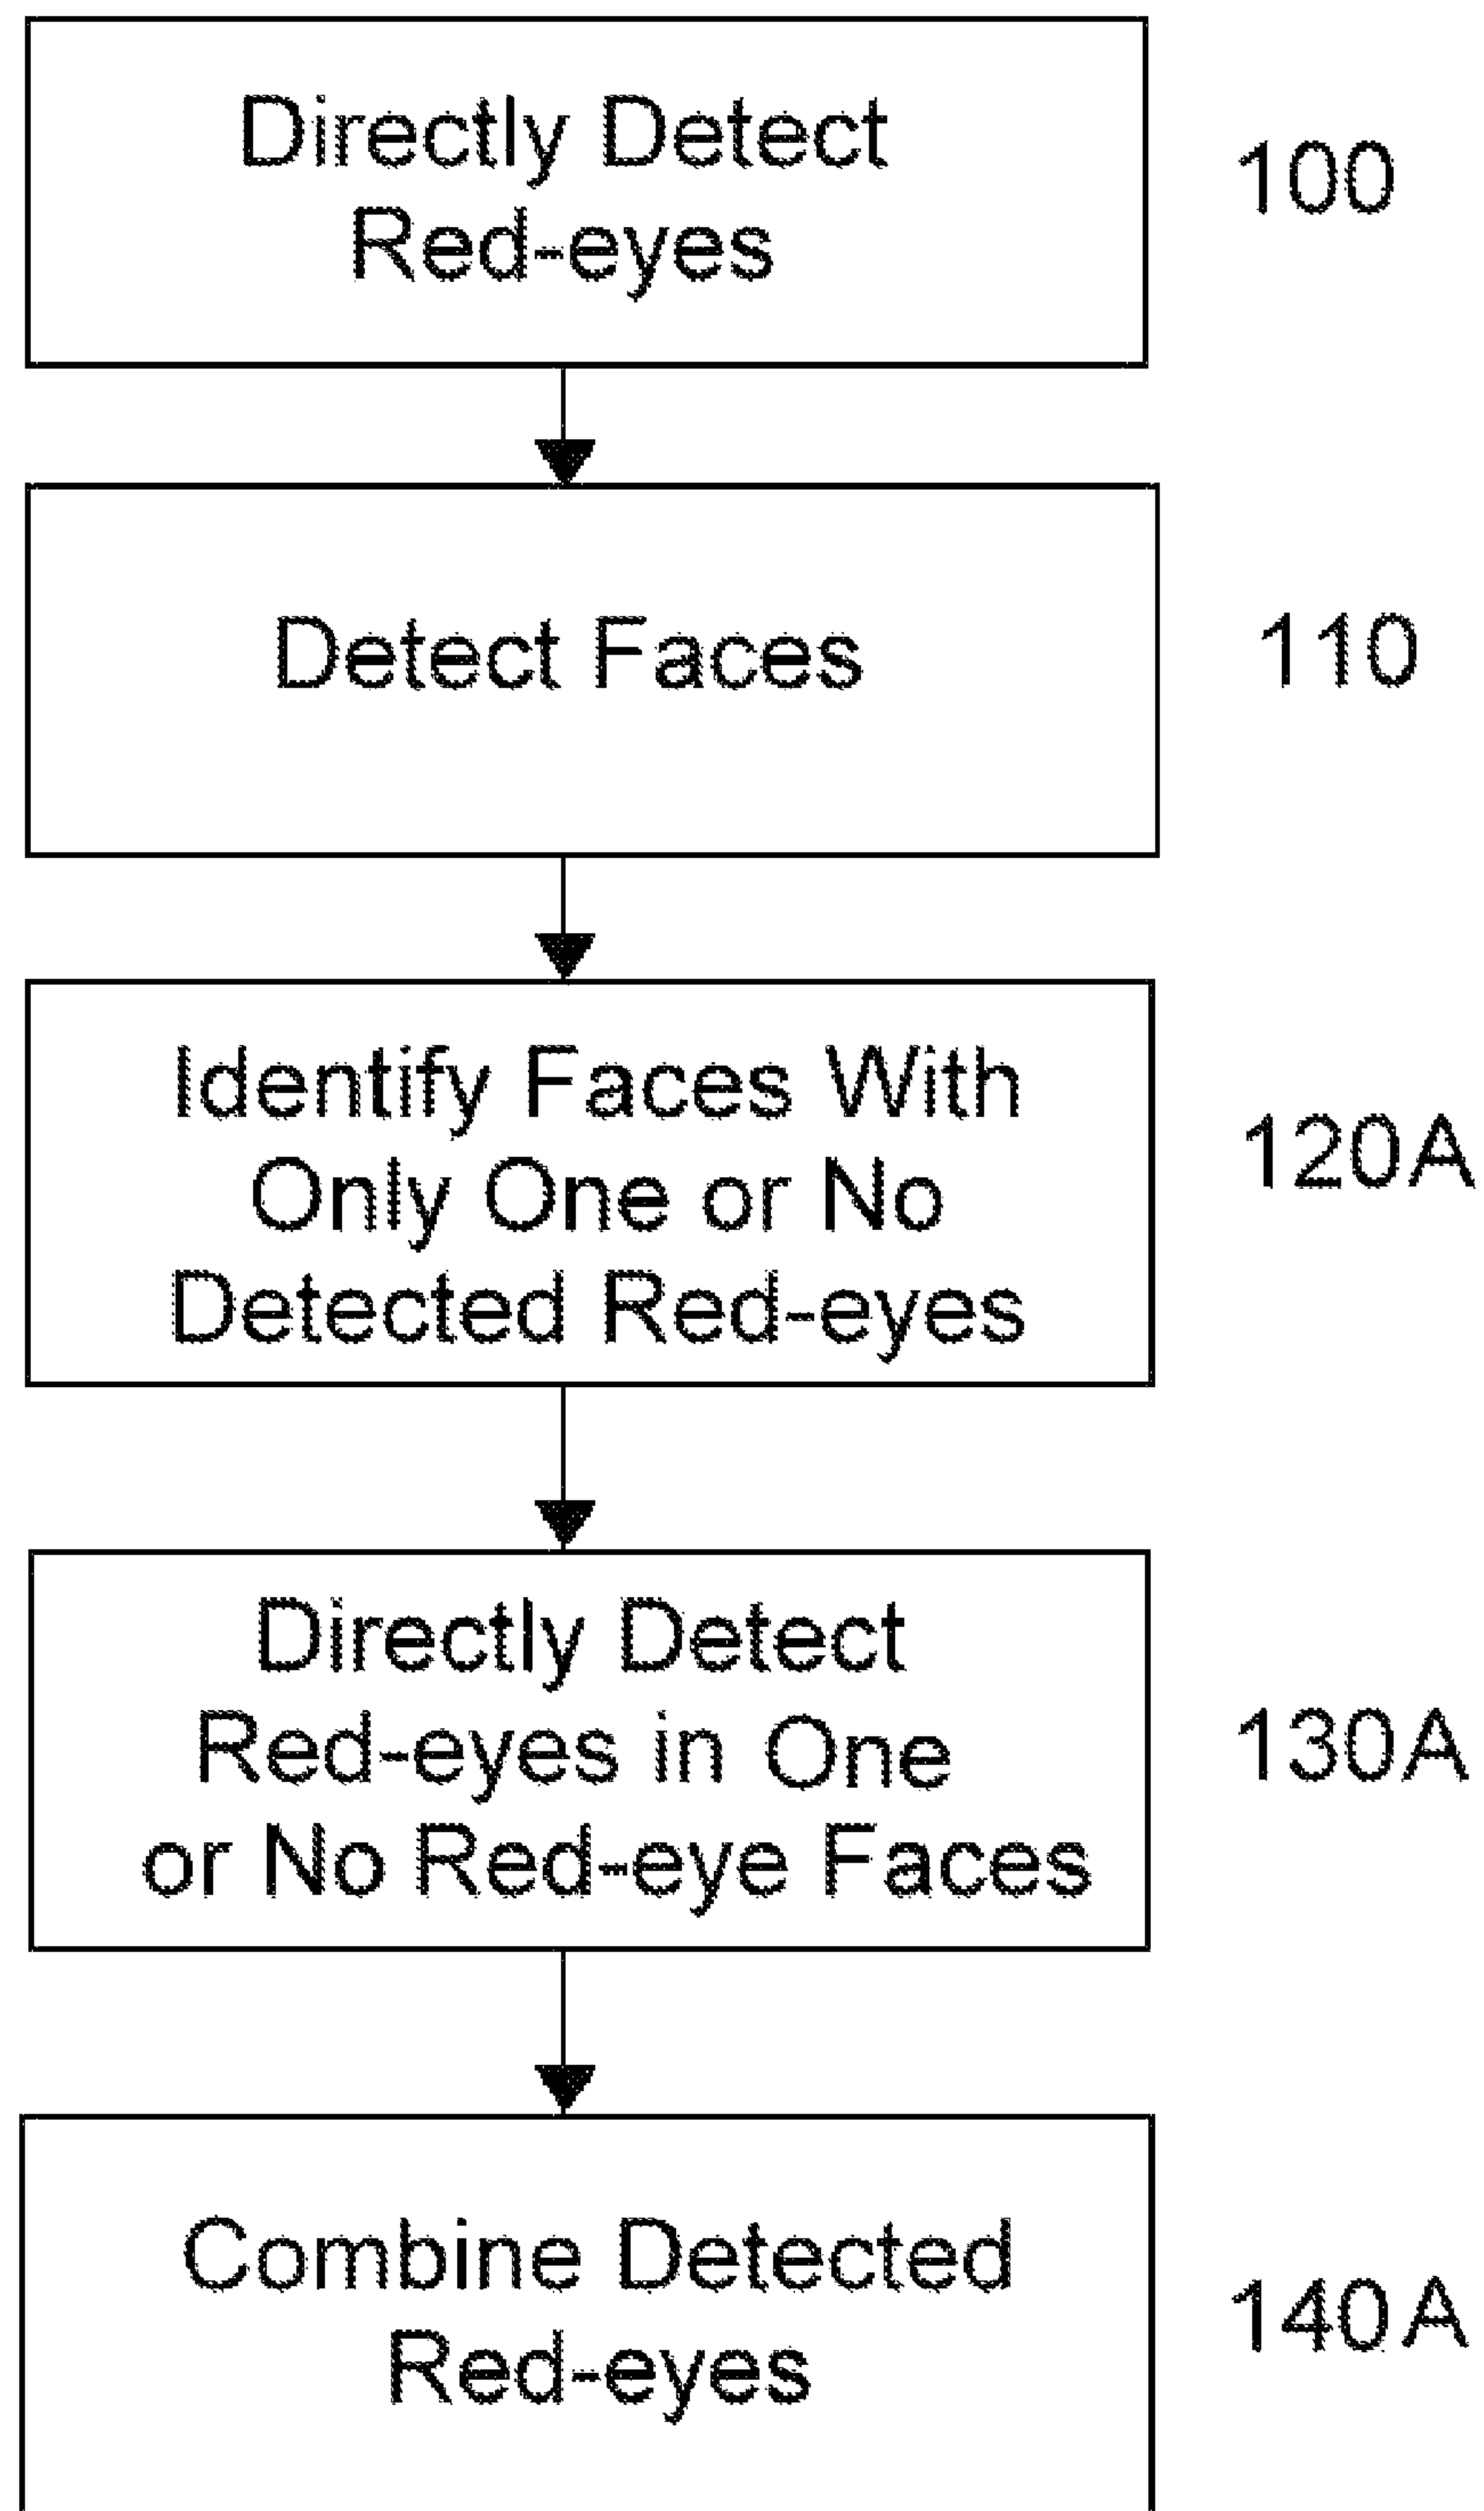 Directly Detect
Red-eyes
100
Detect Faces
110
Identify Faces With
Only One or No
Detected Red-eyes
120A
Directly Detect
Red-eyes in One
or No Red-eye Faces
130A
Combine Detected
Red-eyes
140A